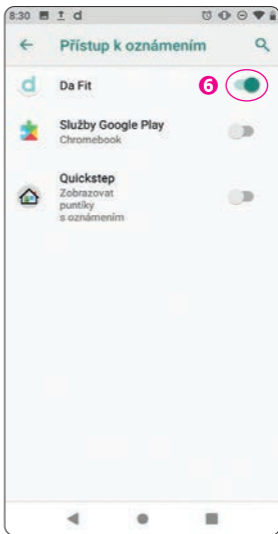 8:30
Přístup k oznámením
Da Fit
6
Služby Google Play
Chromebook
Quickstep
Zobrazovat
puntíky
s oznámením